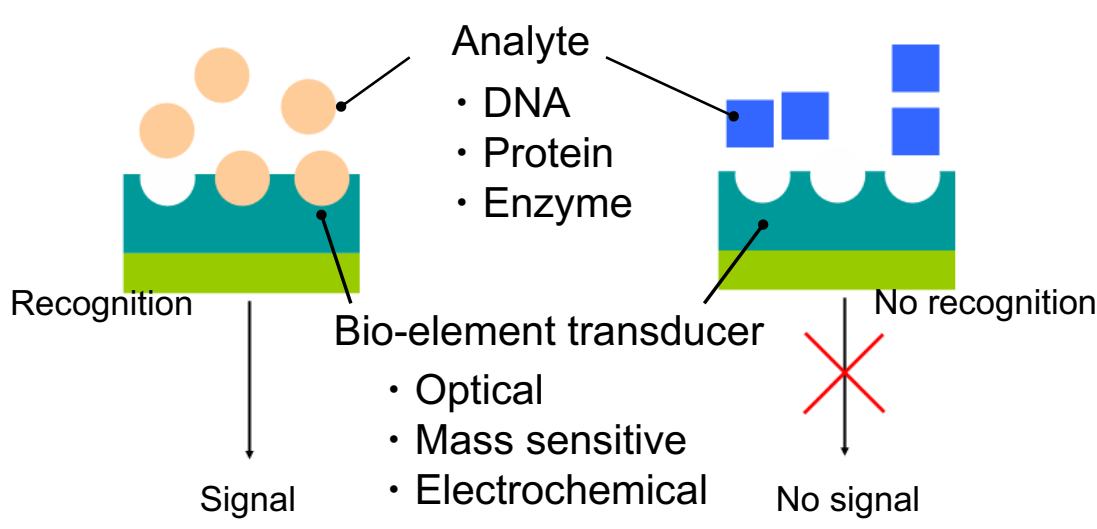 Analyte
・DNA
・Protein
・Enzyme
Recognition
No recognition
Bio-element transducer
・Optical
・Mass sensitive
・Electrochemical
Signal
No signal